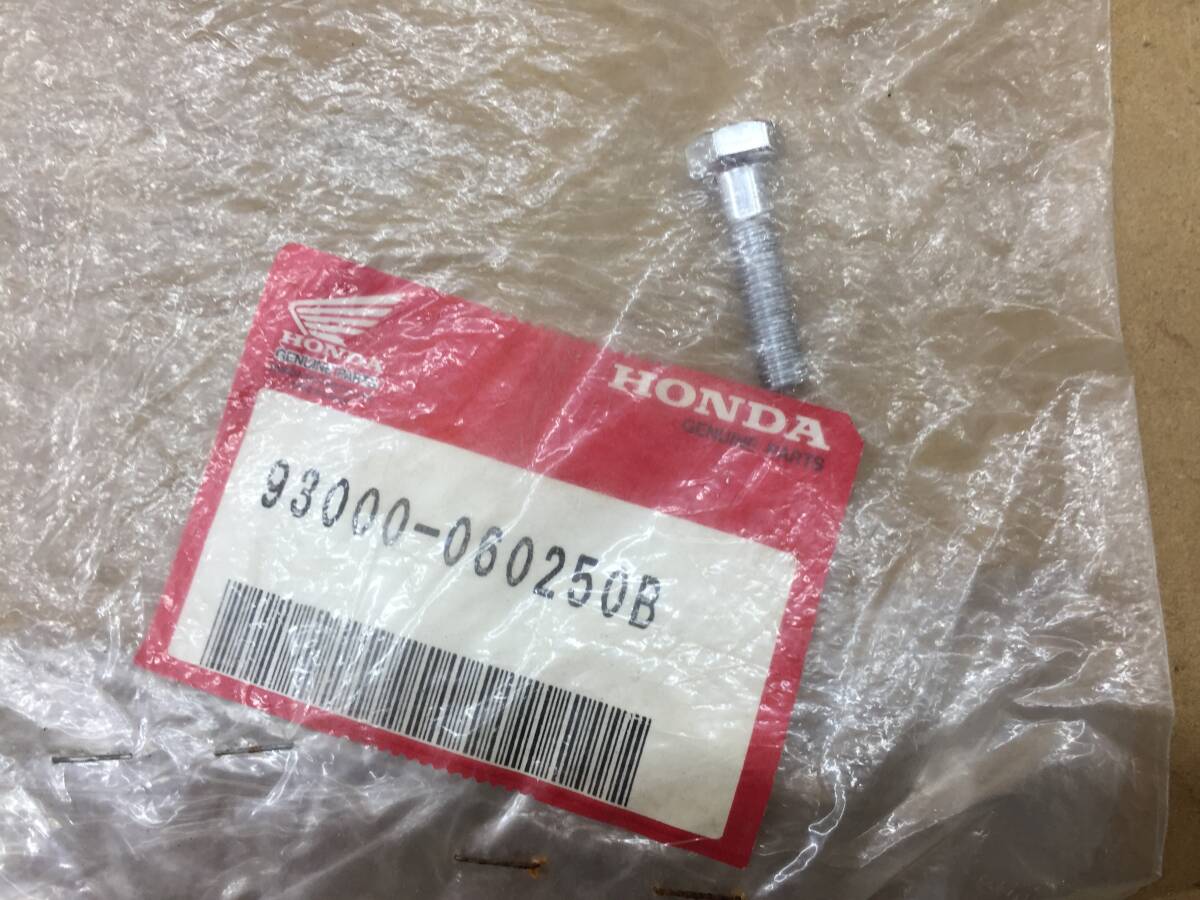 HONDA
GENUINE PARTS
HONDA
GENUINE PARTS
93000-060250B